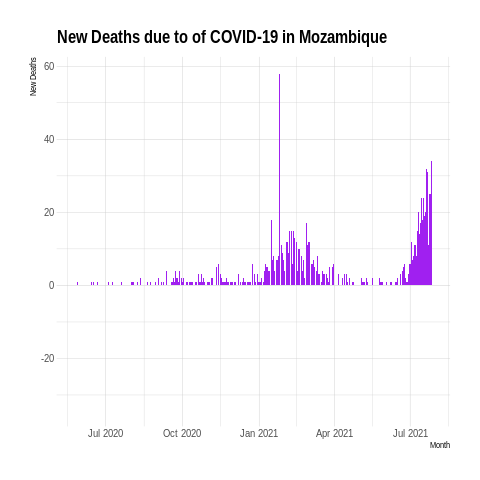 New Deaths due to of COVID-19 in Mozambique
New Deaths
60
40
20
0
-20
Jul 2020
Oct 2020
Jan 2021
Apr 2021
Jul 2021
Month